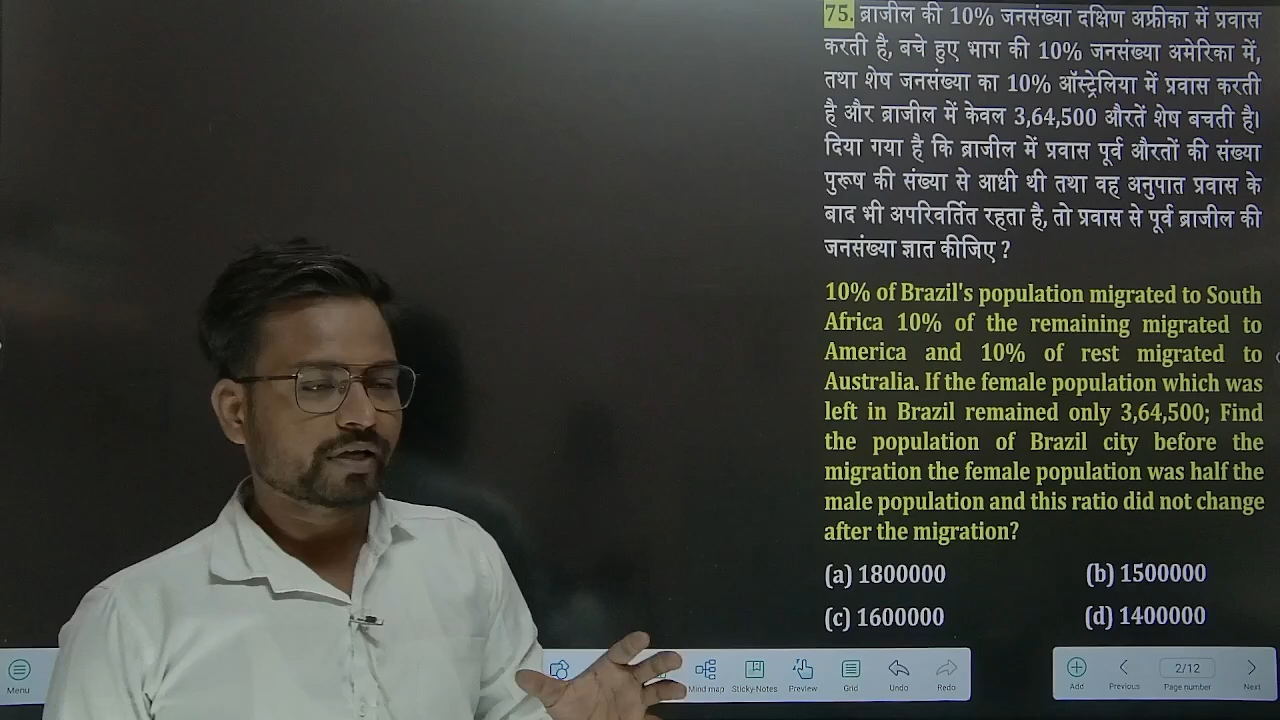 75. ब्राजील की 10% जनसंख्या दक्षिण अफ्रीका में प्रवास
करती है, बचे हुए भाग की 10% जनसंख्या अमेरिका में,
तथा शेष जनसंख्या का 10% ऑस्ट्रेलिया में प्रवास करती
है और ब्राजील में केवल 3,64,500 औरतें शेष बचती है।
दिया गया है कि ब्राजील में प्रवास पूर्व औरतों की संख्या
पुरूष की संख्या से आधी थी तथा वह अनुपात प्रवास के
बाद भी अपरिवर्तित रहता है, तो प्रवास से पूर्व ब्राजील की
जनसंख्या ज्ञात कीजिए ?
10% of Brazil's population migrated to South
Africa 10% of the remaining migrated to
America and 10% of rest migrated to
Australia. If the female population which was
left in Brazil remained only 3,64,500; Find
the population of Brazil city before the
migration the female population was half the
male population and this ratio did not change
after the migration?
(a) 1800000 (b) 1500000
(c) 1600000 (d) 1400000
Menu Mind map Sticky-Notes Preview Grid Undo Redo Add Previous 2/12 Page number Next